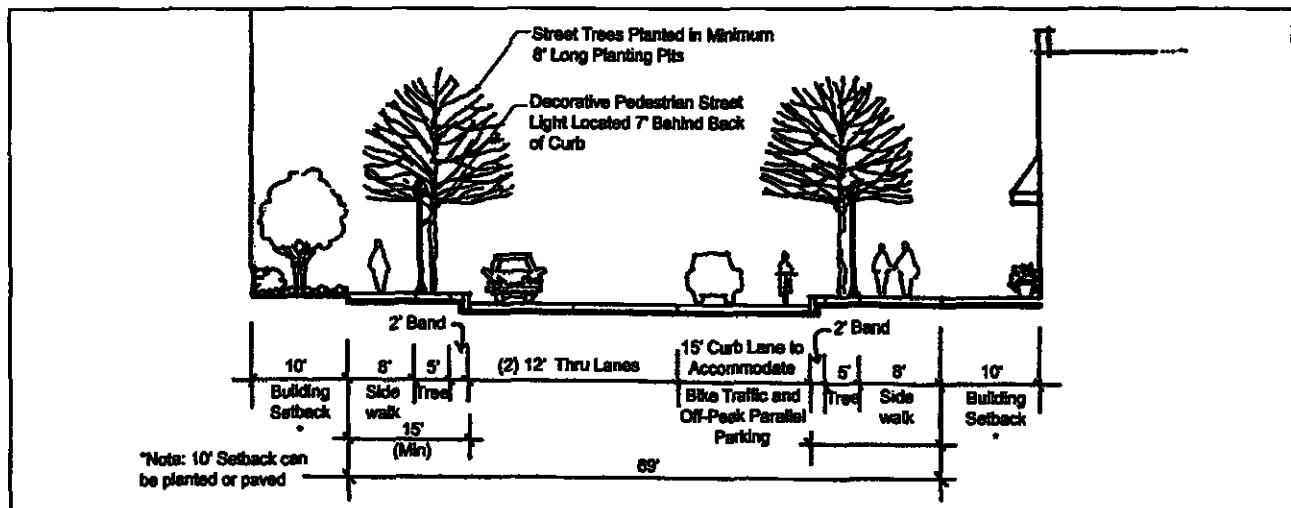 Street Trees Planted in Minimum
8' Long Planting Pits
Decorative Pedestrian Street
Light Located 7' Behind Back
of Curb
2' Band
2' Band
10'
Building
Setback
*
8'
Side
walk
5'
Tree
(2) 12' Thru Lanes
15' Curb Lane to
Accommodate
Bike Traffic and
Off-Peak Parallel
Parking
5'
Tree
8'
Side
walk
10'
Building
Setback
*
15'
(Min)
*Note: 10' Setback can
be planted or paved
69'